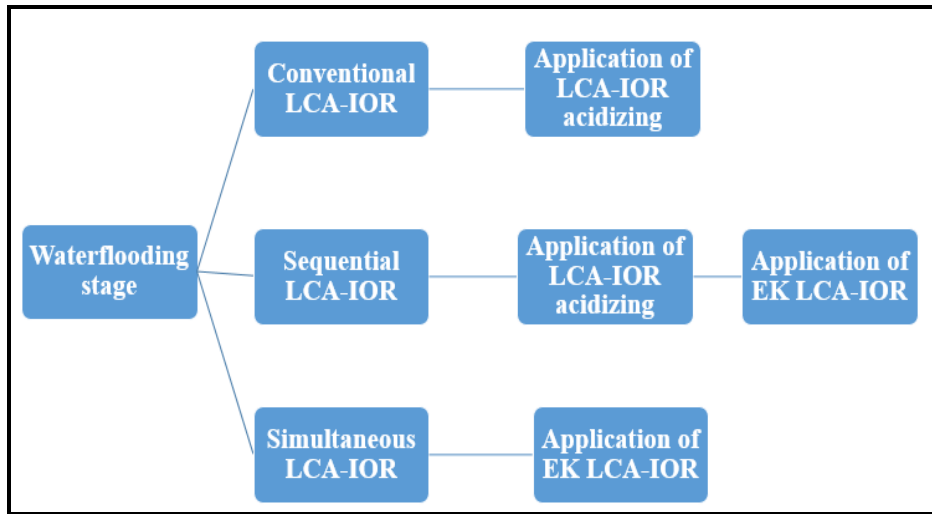 Waterflooding
stage
Conventional
LCA-IOR
Application of
LCA-IOR
acidizing
Sequential
LCA-IOR
Application of
LCA-IOR
acidizing
Application of
EK LCA-IOR
Simultaneous
LCA-IOR
Application of
EK LCA-IOR